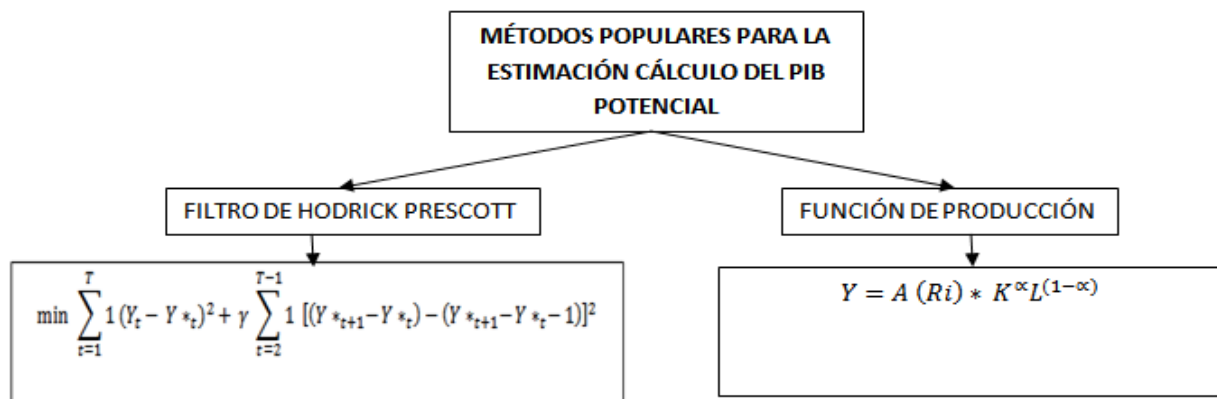 MÉTODOS POPULARES PARA LA
ESTIMACIÓN CÁLCULO DEL PIB
POTENCIAL
FILTRO DE HODRICK PRESCOTT
FUNCIÓN DE PRODUCCIÓN
min ∑_{t=1}^{T} 1 (Y_t − Y*_t)^2 + γ ∑_{t=2}^{T−1} 1 [(Y*_{t+1} − Y*_t) − (Y*_{t+1} − Y*_t − 1)]^2
Y = A (Ri) * K^∝ L^(1−∝)